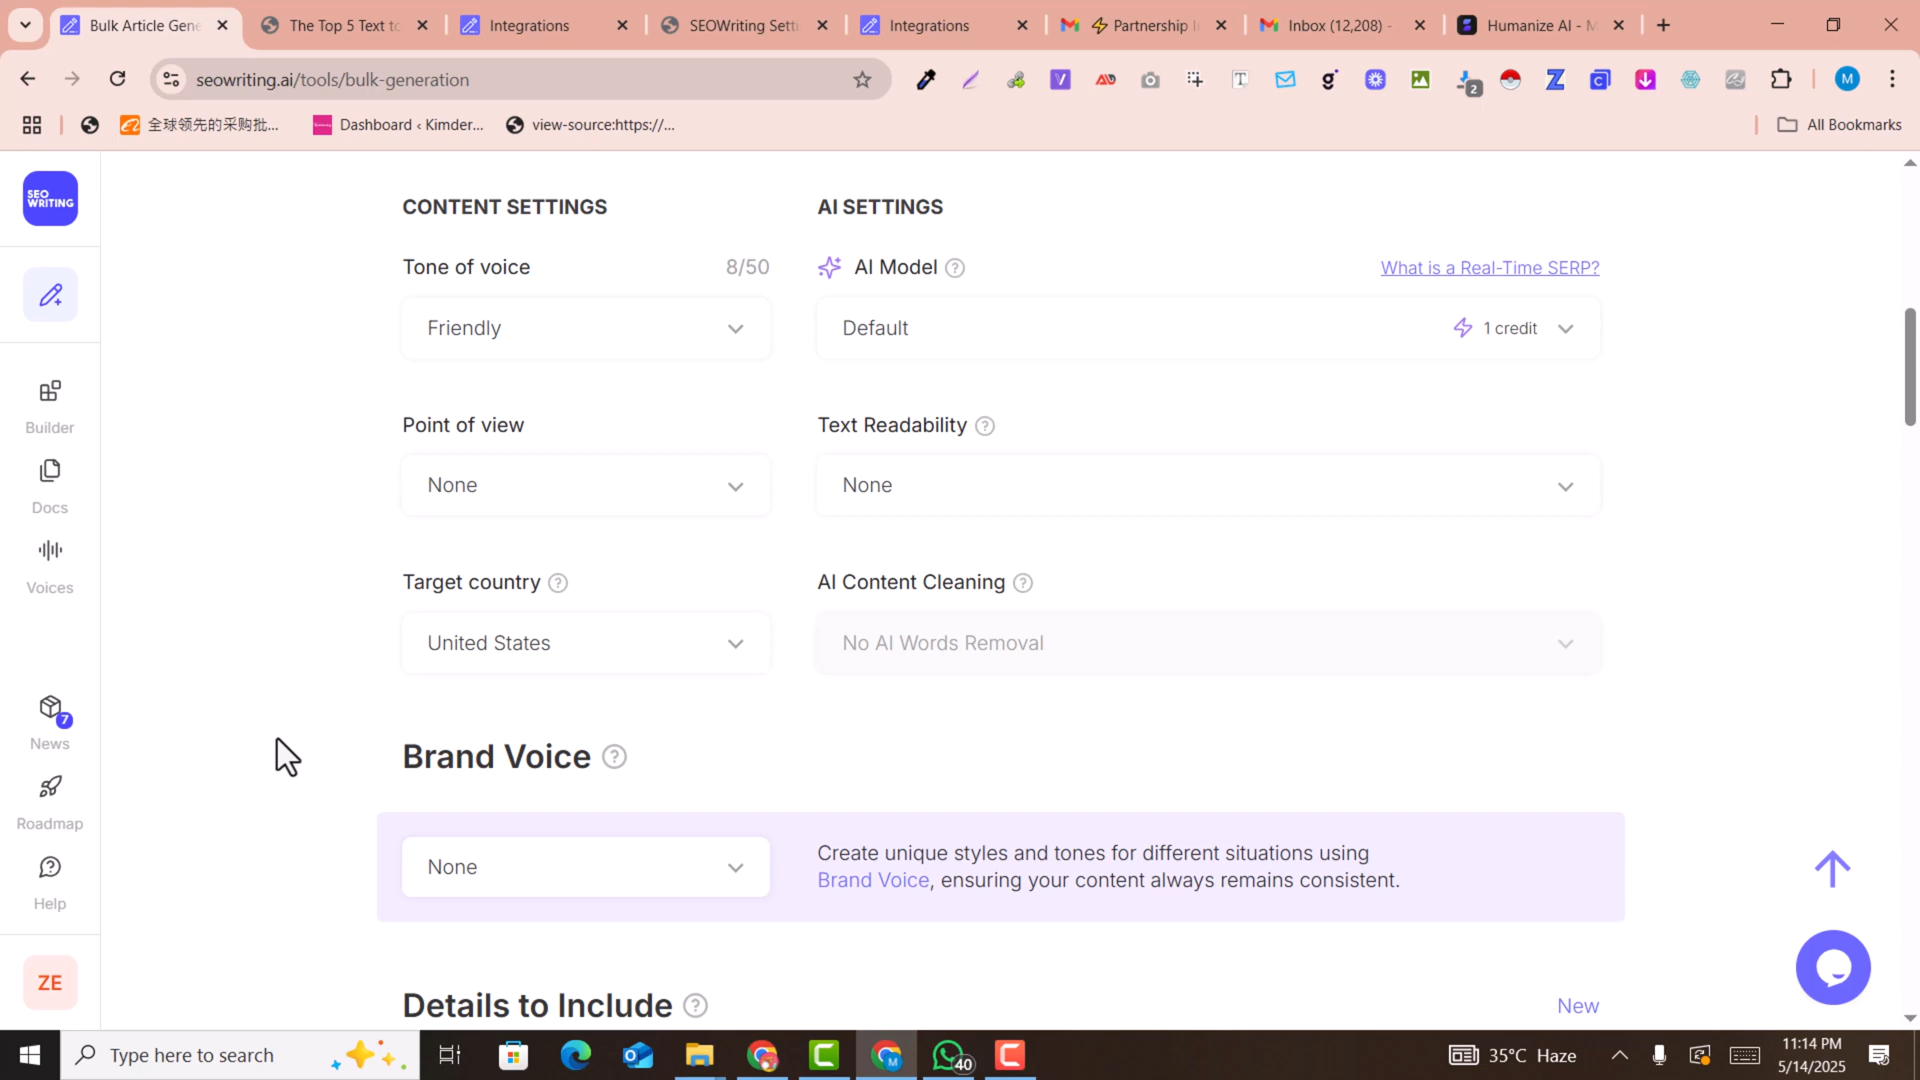 Bulk Article Gene
The Top 5 Text to
Integrations
SEOWriting Setti
Integrations
Partnership I
Inbox (12,208) -
Humanize AI - M
seowriting.ai/tools/bulk-generation
2
M
全球领先的采购批...
Dashboard ‹ Kimder...
view-source:https://...
All Bookmarks
SEO
WRITING
Builder
Docs
Voices
7
News
Roadmap
Help
ZE
CONTENT SETTINGS
AI SETTINGS
Tone of voice
8/50
AI Model
What is a Real-Time SERP?
Friendly
Default
1 credit
Point of view
Text Readability
None
None
Target country
AI Content Cleaning
United States
No AI Words Removal
Brand Voice
None
Create unique styles and tones for different situations using
Brand Voice, ensuring your content always remains consistent.
Details to Include
New
Type here to search
40
35°C Haze
11:14 PM
5/14/2025